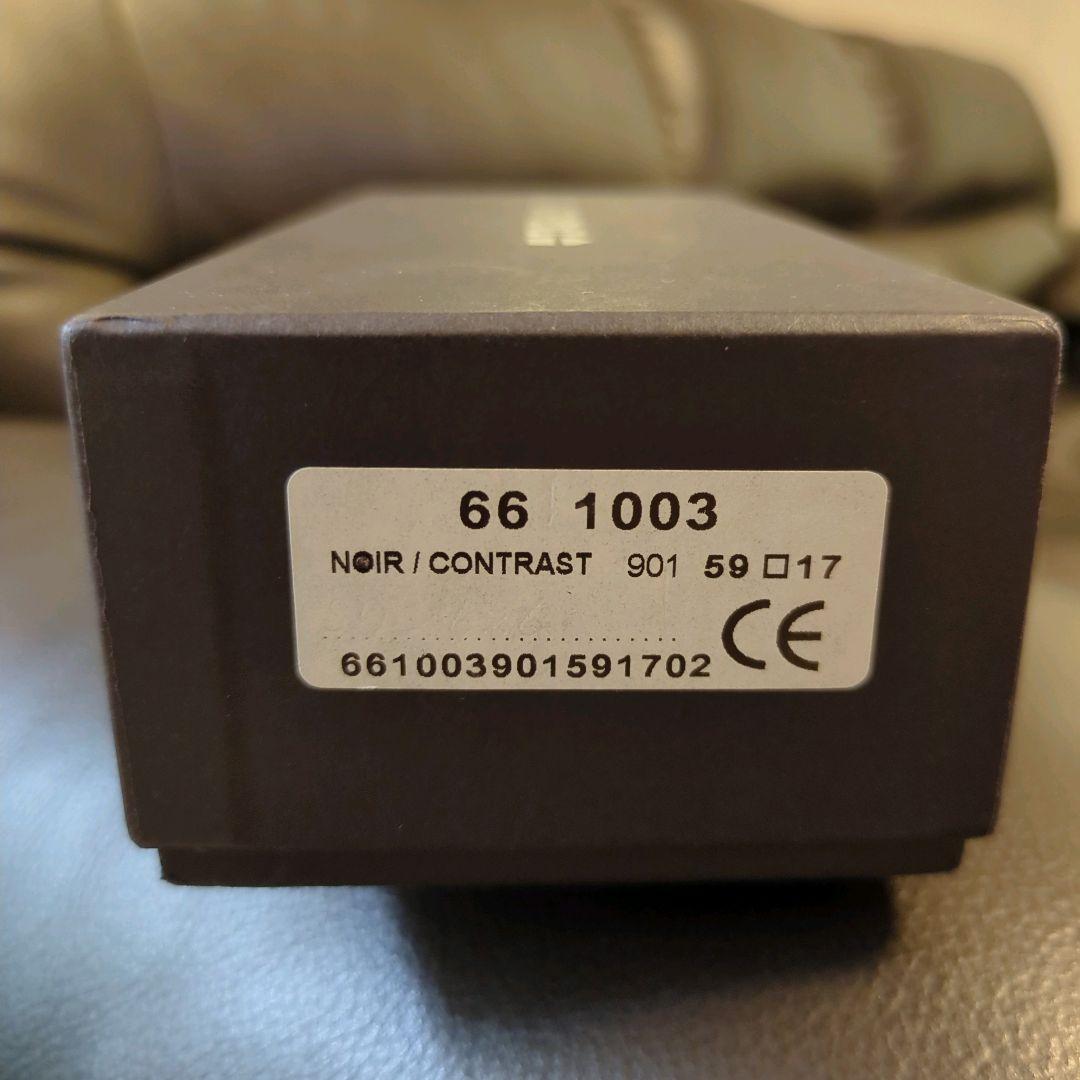 66 1003
NOIR / CONTRAST 901 59 □ 17
CE
661003901591702